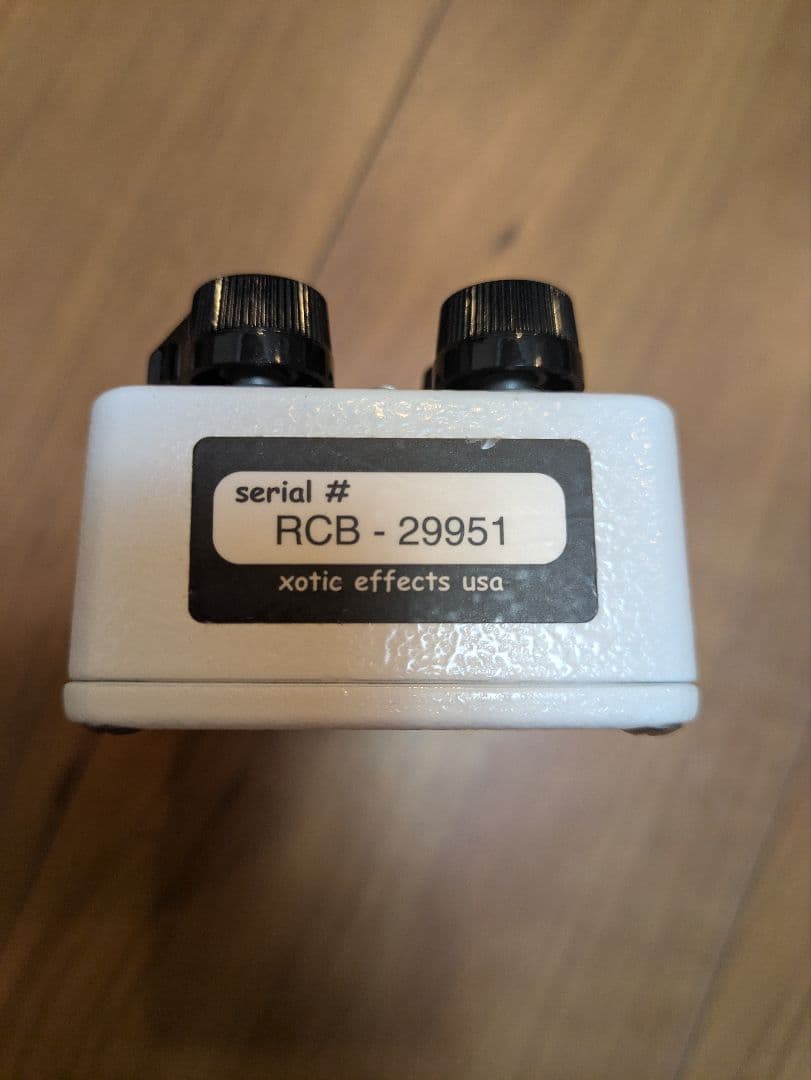 serial #
RCB - 29951
xotic effects usa